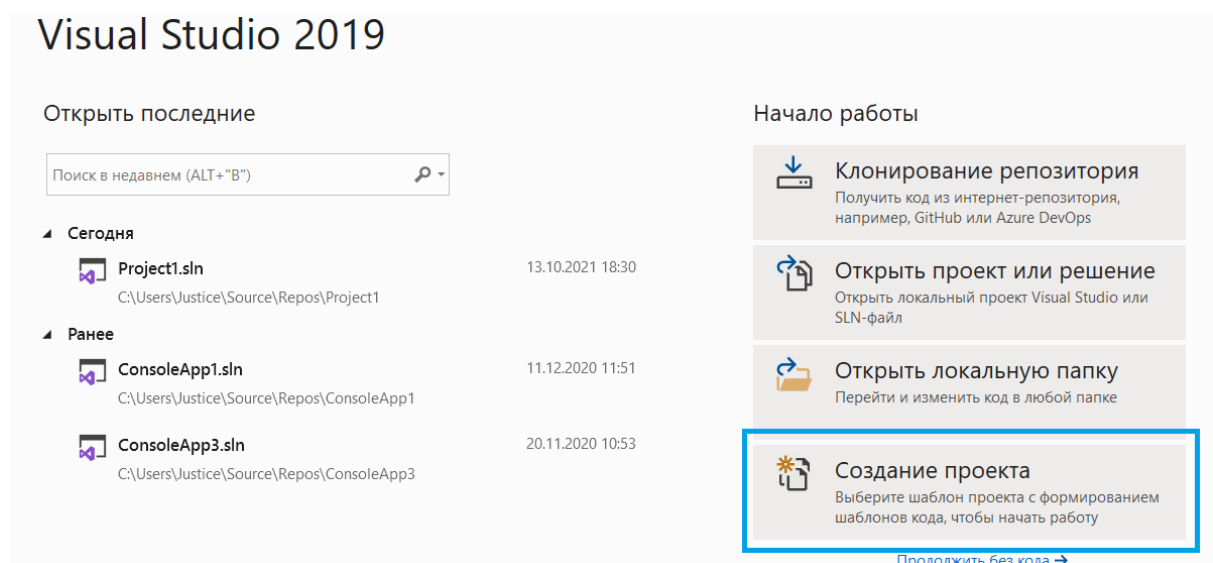 Visual Studio 2019
Открыть последние
Поиск в недавнем (ALT+"B")
Сегодня
Project1.sln
13.10.2021 18:30
C:\Users\Justice\Source\Repos\Project1
Ранее
ConsoleApp1.sln
11.12.2020 11:51
C:\Users\Justice\Source\Repos\ConsoleApp1
ConsoleApp3.sln
20.11.2020 10:53
C:\Users\Justice\Source\Repos\ConsoleApp3
Начало работы
Клонирование репозитория
Получить код из интернет-репозитория,
например, GitHub или Azure DevOps
Открыть проект или решение
Открыть локальный проект Visual Studio или
SLN-файл
Открыть локальную папку
Перейти и изменить код в любой папке
Создание проекта
Выберите шаблон проекта с формированием
шаблонов кода, чтобы начать работу
Продолжить без кода →